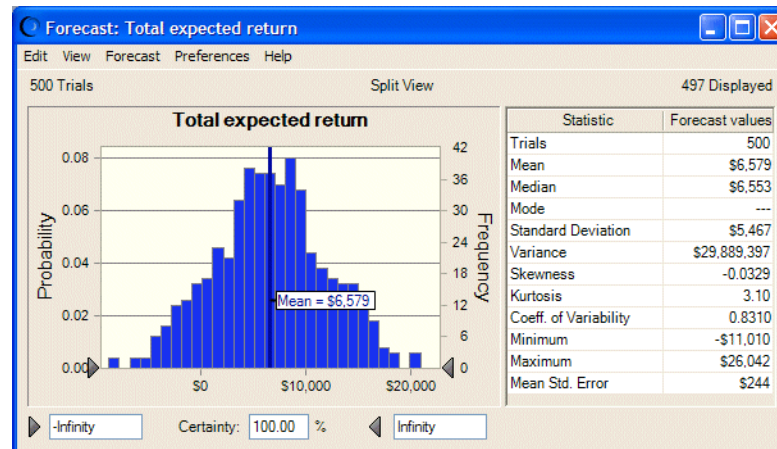 Forecast: Total expected return
Edit View Forecast Preferences Help
500 Trials Split View 497 Displayed
Total expected return
0.08
0.06
0.04
0.02
0.00
Probability
Mean = $6,579
42
36
30
24
18
12
6
0
Frequency
$0 $10,000 $20,000
Statistic Forecast values
Trials 500
Mean $6,579
Median $6,553
Mode ---
Standard Deviation $5,467
Variance $29,889,397
Skewness -0.0329
Kurtosis 3.10
Coeff. of Variability 0.8310
Minimum -$11,010
Maximum $26,042
Mean Std. Error $244
-Infinity Certainty: 100.00 % Infinity